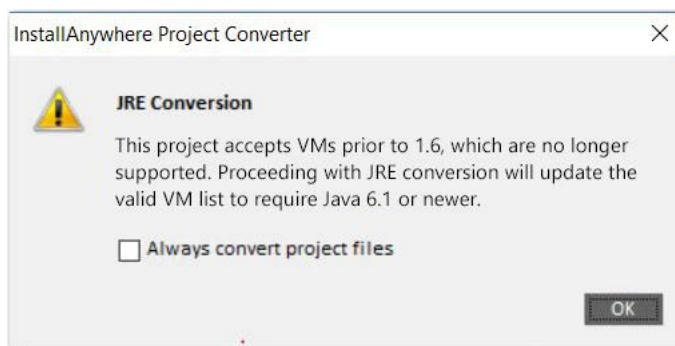 InstallAnywhere Project Converter
JRE Conversion
This project accepts VMs prior to 1.6, which are no longer
supported. Proceeding with JRE conversion will update the
valid VM list to require Java 6.1 or newer.
Always convert project files
OK